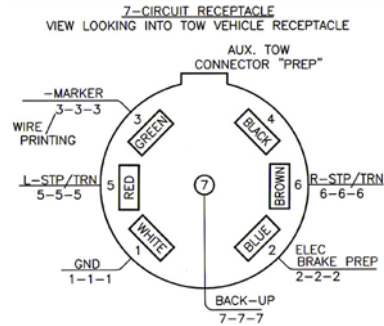 7-CIRCUIT RECEPTACLE
VIEW LOOKING INTO TOW VEHICLE RECEPTACLE
AUX. TOW
CONNECTOR "PREP"
-MARKER
3-3-3
WIRE
PRINTING
3
GREEN
4
BLACK
L-STP/TRN
5-5-5
5
RED
7
BROWN
6
R-STP/TRN
6-6-6
WHITE
1
BLUE
2
GND
1-1-1
ELEC
BRAKE PREP
2-2-2
BACK-UP
7-7-7